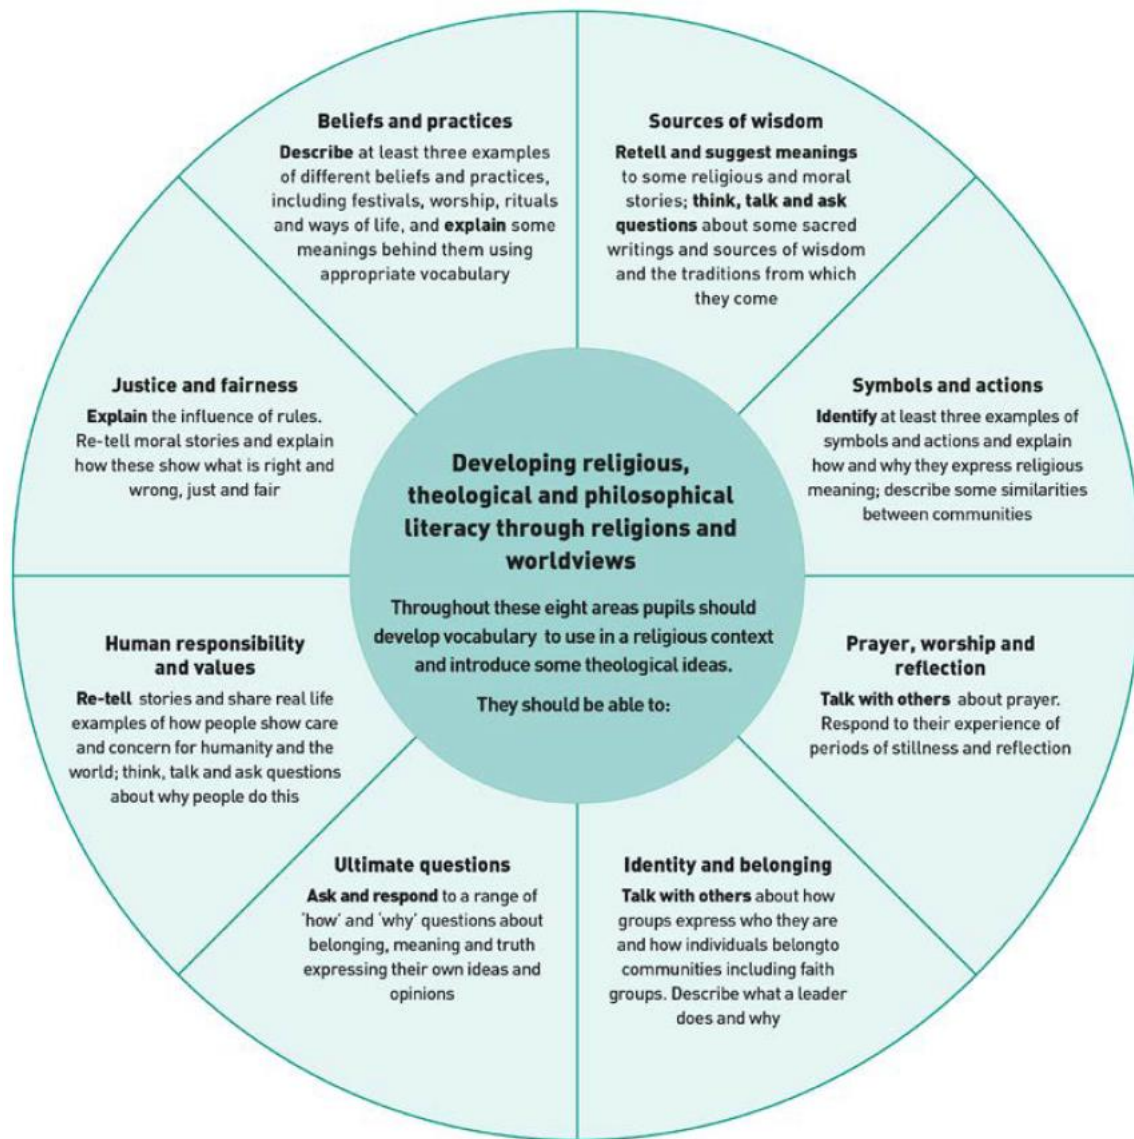 Beliefs and practices
Describe at least three examples
of different beliefs and practices,
including festivals, worship, rituals
and ways of life, and explain some
meanings behind them using
appropriate vocabulary
Sources of wisdom
Retell and suggest meanings
to some religious and moral
stories; think, talk and ask
questions about some sacred
writings and sources of wisdom
and the traditions from which
they come
Symbols and actions
Identify at least three examples of
symbols and actions and explain
how and why they express religious
meaning; describe some similarities
between communities
Prayer, worship and
reflection
Talk with others about prayer.
Respond to their experience of
periods of stillness and reflection
Identity and belonging
Talk with others about how
groups express who they are
and how individuals belongto
communities including faith
groups. Describe what a leader
does and why
Ultimate questions
Ask and respond to a range of
'how' and 'why' questions about
belonging, meaning and truth
expressing their own ideas and
opinions
Human responsibility
and values
Re-tell stories and share real life
examples of how people show care
and concern for humanity and the
world; think, talk and ask questions
about why people do this
Justice and fairness
Explain the influence of rules.
Re-tell moral stories and explain
how these show what is right and
wrong, just and fair
Developing religious,
theological and philosophical
literacy through religions and
worldviews
Throughout these eight areas pupils should
develop vocabulary to use in a religious context
and introduce some theological ideas.
They should be able to: